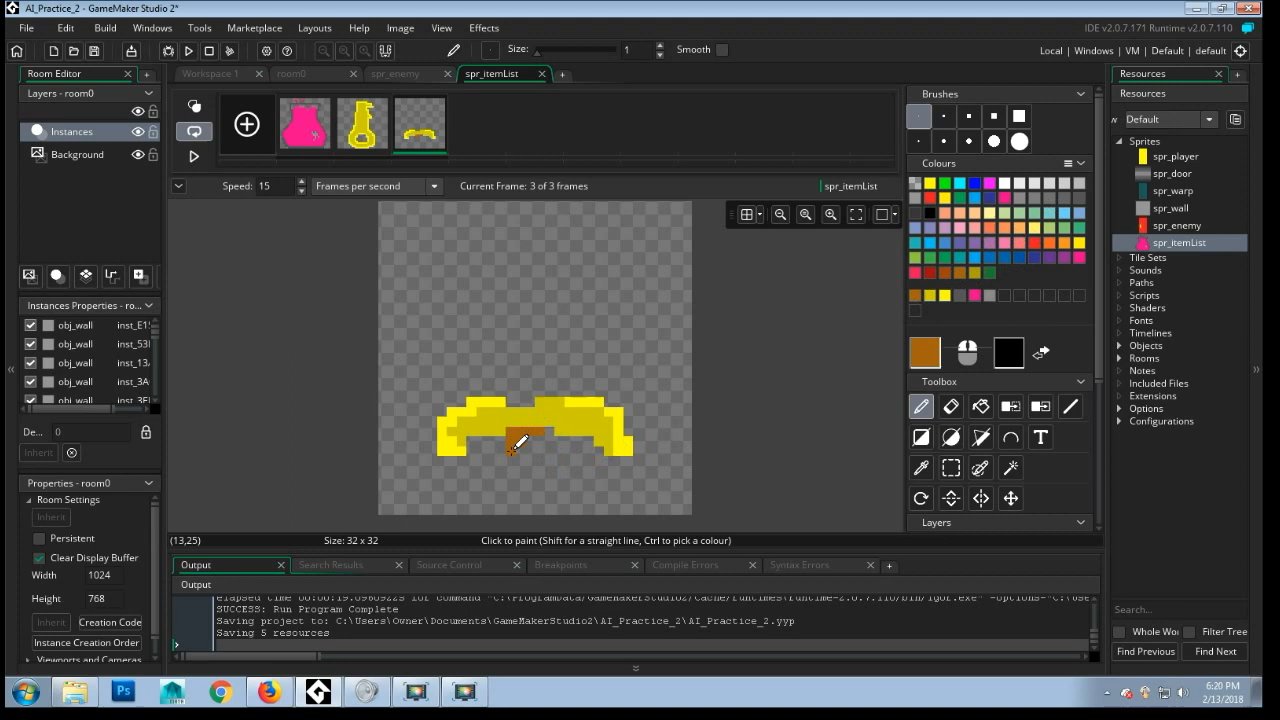 AI_Practice_2 - GameMaker Studio 2*
File Edit Build Windows Tools Marketplace Layouts Help Image View Effects
IDE v2.0.7.171 Runtime v2.0.7.110
Size: 1 Smooth
Local | Windows | VM | Default | default
Room Editor
Workspace 1 room0 spr_enemy spr_itemList
Layers - room0
Instances
Background
Speed: 15 Frames per second Current Frame: 3 of 3 frames spr_itemList
Instances Properties - ro...
obj_wall inst_E1
obj_wall inst_53
obj_wall inst_13
obj_wall inst_3A
obj_wall
De... 0
Inherit
Properties - room0
Room Settings
Inherit
Persistent
Clear Display Buffer
Width 1024
Height 768
Inherit Creation Code
Instance Creation Order
Viewports and Cameras
(13,25) Size: 32 x 32 Click to paint (Shift for a straight line, Ctrl to pick a colour)
Output Search Results Source Control Breakpoints Compile Errors Syntax Errors
Output
SUCCESS: Run Program Complete
Saving project to: C:\Users\Owner\Documents\GameMakerStudio2\AI_Practice_2\AI_Practice_2.yyp
Saving 5 resources
Brushes
Colours
Toolbox
Layers
Resources
Resources
Default
Sprites
spr_player
spr_door
spr_warp
spr_wall
spr_enemy
spr_itemList
Tile Sets
Sounds
Paths
Scripts
Shaders
Fonts
Timelines
Objects
Rooms
Notes
Included Files
Extensions
Options
Configurations
Search...
Whole Wo Filter Tree
Find Previous Find Next
Ps
6:20 PM
2/13/2018